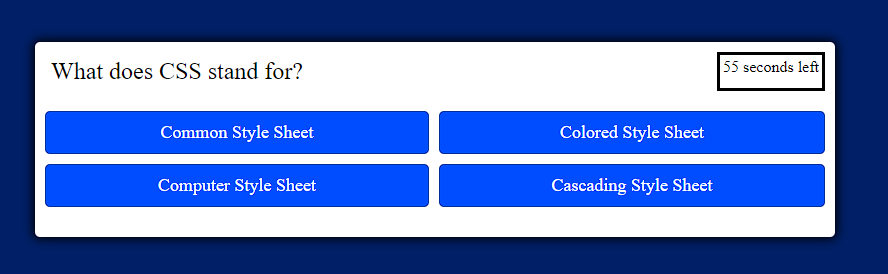 What does CSS stand for?
55 seconds left
Common Style Sheet
Colored Style Sheet
Computer Style Sheet
Cascading Style Sheet